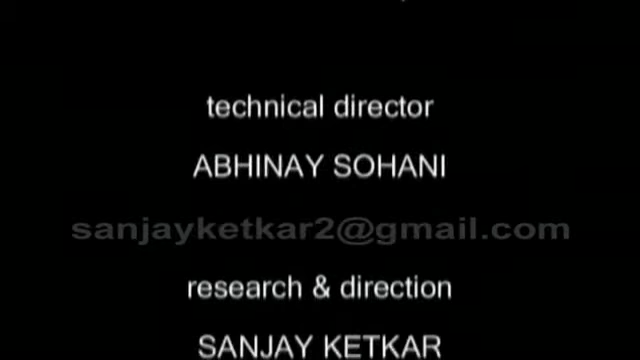 technical director
ABHINAY SOHANI
sanjayketkar2@gmail.com
research & direction
SANJAY KETKAR